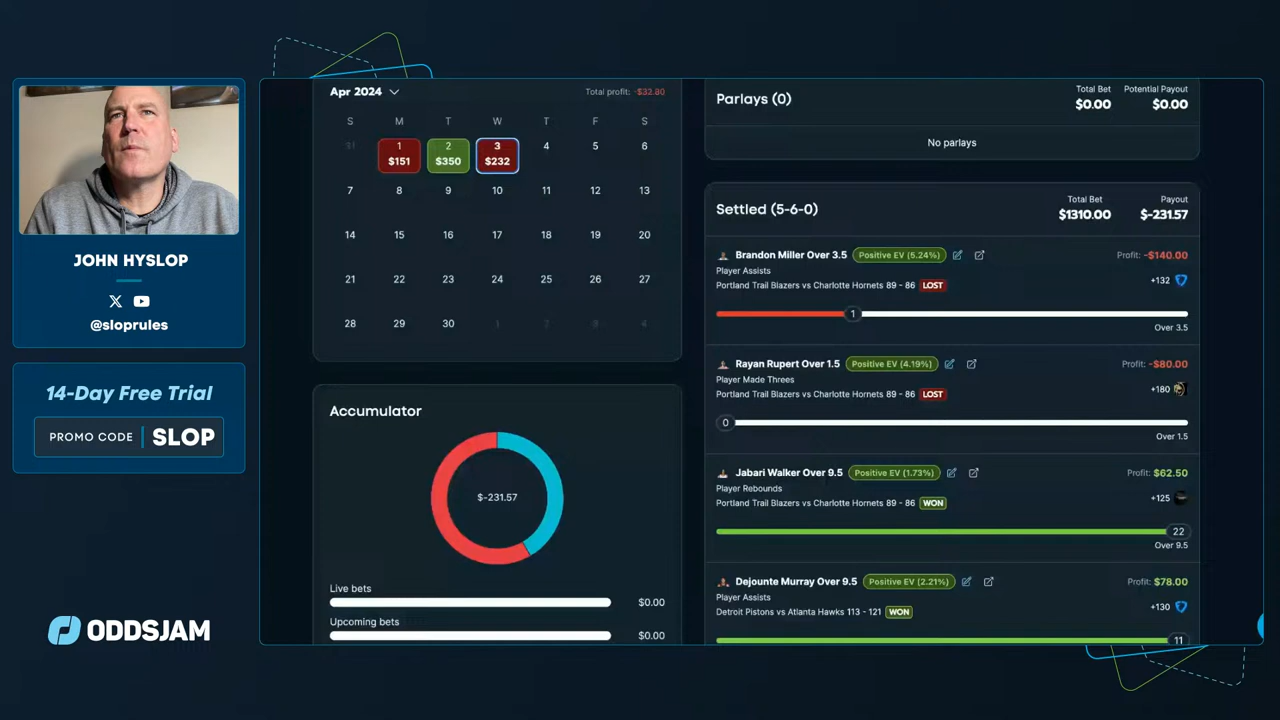 JOHN HYSLOP
@sloprules
14-Day Free Trial
PROMO CODE SLOP
ODDSJAM
Apr 2024
Total profit: -$32.80
S M T W T F S
31 1 2 3 4 5 6
$151 $350 $232
7 8 9 10 11 12 13
14 15 16 17 18 19 20
21 22 23 24 25 26 27
28 29 30 1 2 3 4
Accumulator
$-231.57
Live bets
$0.00
Upcoming bets
$0.00
Parlays (0)
Total Bet Potential Payout
$0.00 $0.00
No parlays
Settled (5-6-0)
Total Bet Payout
$1310.00 $-231.57
Brandon Miller Over 3.5 Positive EV (5.24%) Profit: -$140.00
Player Assists
+132
Portland Trail Blazers vs Charlotte Hornets 89 - 86 LOST
1
Over 3.5
Rayan Rupert Over 1.5 Positive EV (4.19%) Profit: -$80.00
Player Made Threes
+180
Portland Trail Blazers vs Charlotte Hornets 89 - 86 LOST
0
Over 1.5
Jabari Walker Over 9.5 Positive EV (1.73%) Profit: $62.50
Player Rebounds
+125
Portland Trail Blazers vs Charlotte Hornets 89 - 86 WON
22
Over 9.5
Dejounte Murray Over 9.5 Positive EV (2.21%) Profit: $78.00
Player Assists
+130
Detroit Pistons vs Atlanta Hawks 113 - 121 WON
11